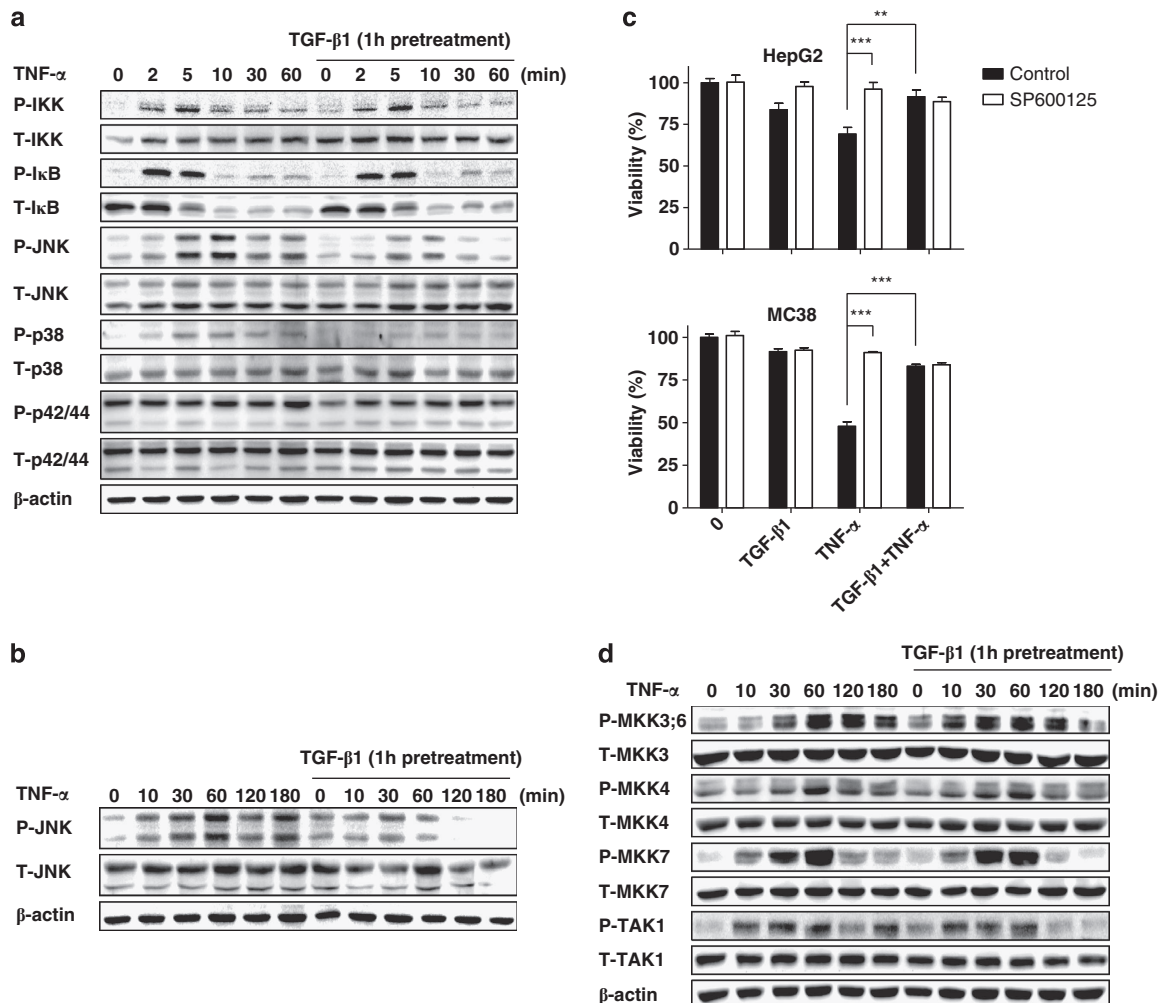 a
TGF-β1 (1h pretreatment)
TNF-α 0 2 5 10 30 60 0 2 5 10 30 60 (min)
P-IKK
T-IKK
P-IκB
T-IκB
P-JNK
T-JNK
P-p38
T-p38
P-p42/44
T-p42/44
β-actin
b
TGF-β1 (1h pretreatment)
TNF-α 0 10 30 60 120 180 0 10 30 60 120 180 (min)
P-JNK
T-JNK
β-actin
c
HepG2
**
***
Control
SP600125
Viability (%)
100
75
50
25
0
MC38
***
***
Viability (%)
100
75
50
25
0
0
TGF-β1
TNF-α
TGF-β1+TNF-α
d
TGF-β1 (1h pretreatment)
TNF-α 0 10 30 60 120 180 0 10 30 60 120 180 (min)
P-MKK3;6
T-MKK3
P-MKK4
T-MKK4
P-MKK7
T-MKK7
P-TAK1
T-TAK1
β-actin